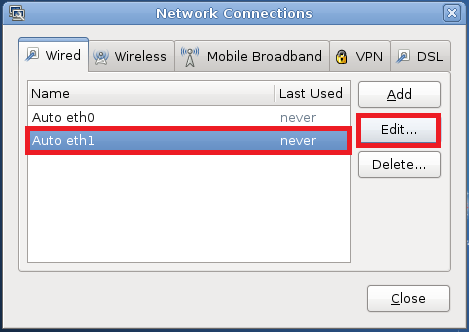 Network Connections
Wired Wireless Mobile Broadband VPN DSL
Name Last Used
Auto eth0 never
Auto eth1 never
Add
Edit...
Delete...
Close